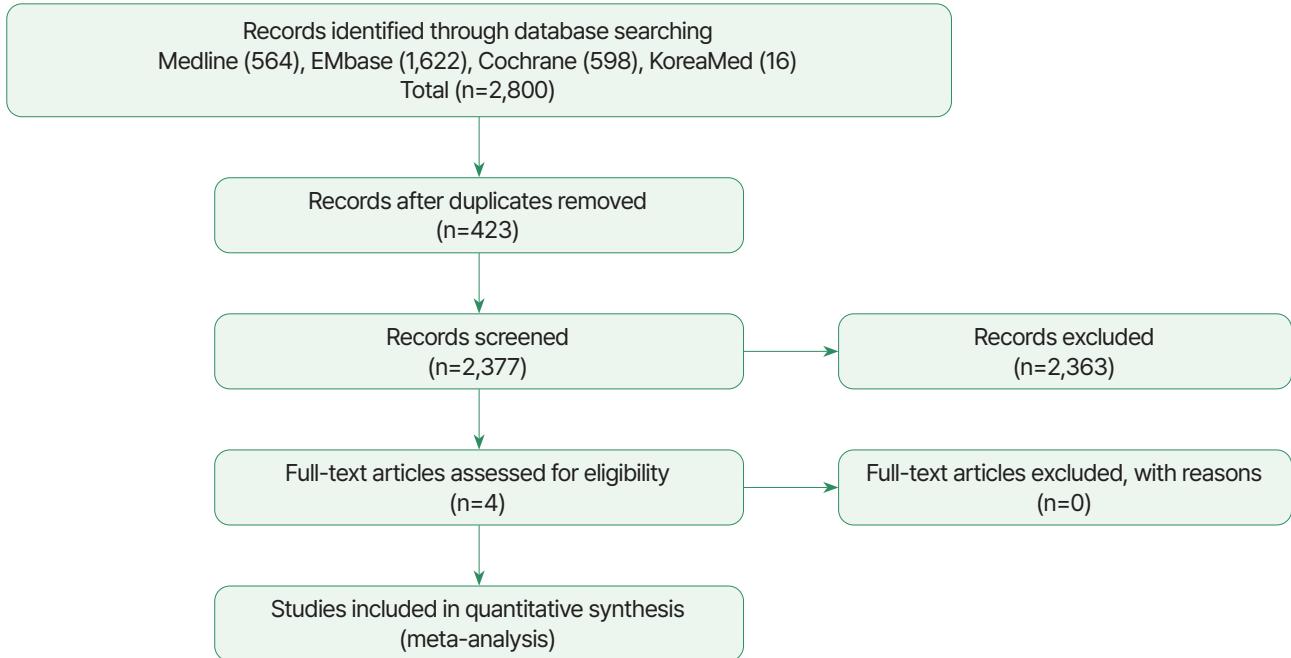 Records identified through database searching
Medline (564), EMbase (1,622), Cochrane (598), KoreaMed (16)
Total (n=2,800)
Records after duplicates removed
(n=423)
Records screened
(n=2,377)
Records excluded
(n=2,363)
Full-text articles assessed for eligibility
(n=4)
Full-text articles excluded, with reasons
(n=0)
Studies included in quantitative synthesis
(meta-analysis)